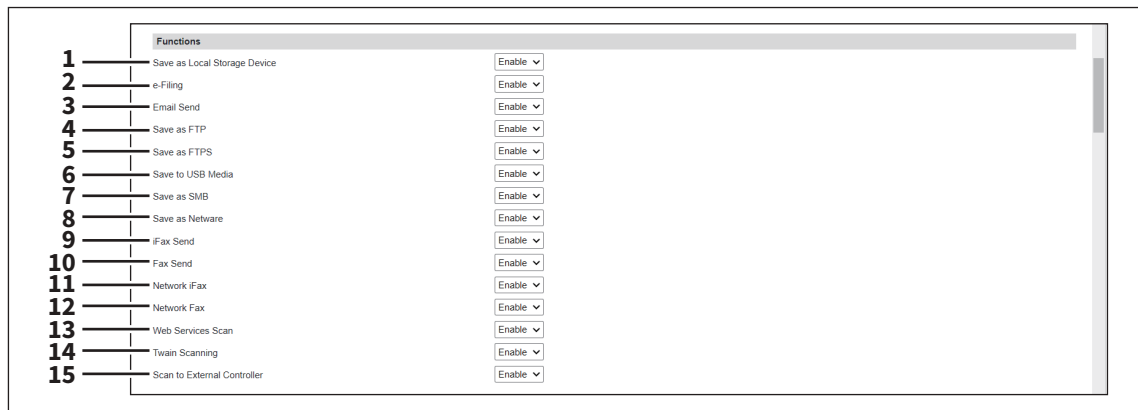 Functions
1 Save as Local Storage Device Enable
2 e-Filing Enable
3 Email Send Enable
4 Save as FTP Enable
5 Save as FTPS Enable
6 Save to USB Media Enable
7 Save as SMB Enable
8 Save as Netware Enable
9 iFax Send Enable
10 Fax Send Enable
11 Network iFax Enable
12 Network Fax Enable
13 Web Services Scan Enable
14 Twain Scanning Enable
15 Scan to External Controller Enable